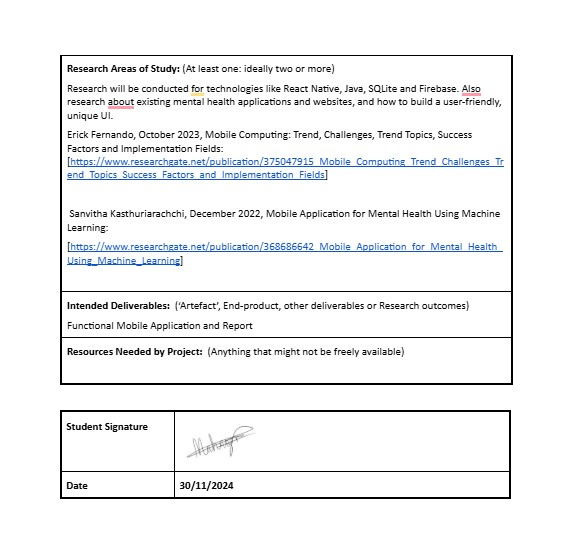 Research Areas of Study: (At least one: ideally two or more)
Research will be conducted for technologies like React Native, Java, SQLite and Firebase. Also
research about existing mental health applications and websites, and how to build a user-friendly,
unique UI.
Erick Fernando, October 2023, Mobile Computing: Trend, Challenges, Trend Topics, Success
Factors and Implementation Fields:
[https://www.researchgate.net/publication/375047915_Mobile_Computing_Trend_Challenges_Tr
end_Topics_Success_Factors_and_Implementation_Fields]
Sanvitha Kasthuriarachchi, December 2022, Mobile Application for Mental Health Using Machine
Learning:
[https://www.researchgate.net/publication/368686642_Mobile_Application_for_Mental_Health_
Using_Machine_Learning]
Intended Deliverables: ('Artefact', End-product, other deliverables or Research outcomes)
Functional Mobile Application and Report
Resources Needed by Project: (Anything that might not be freely available)
Student Signature
Date 30/11/2024